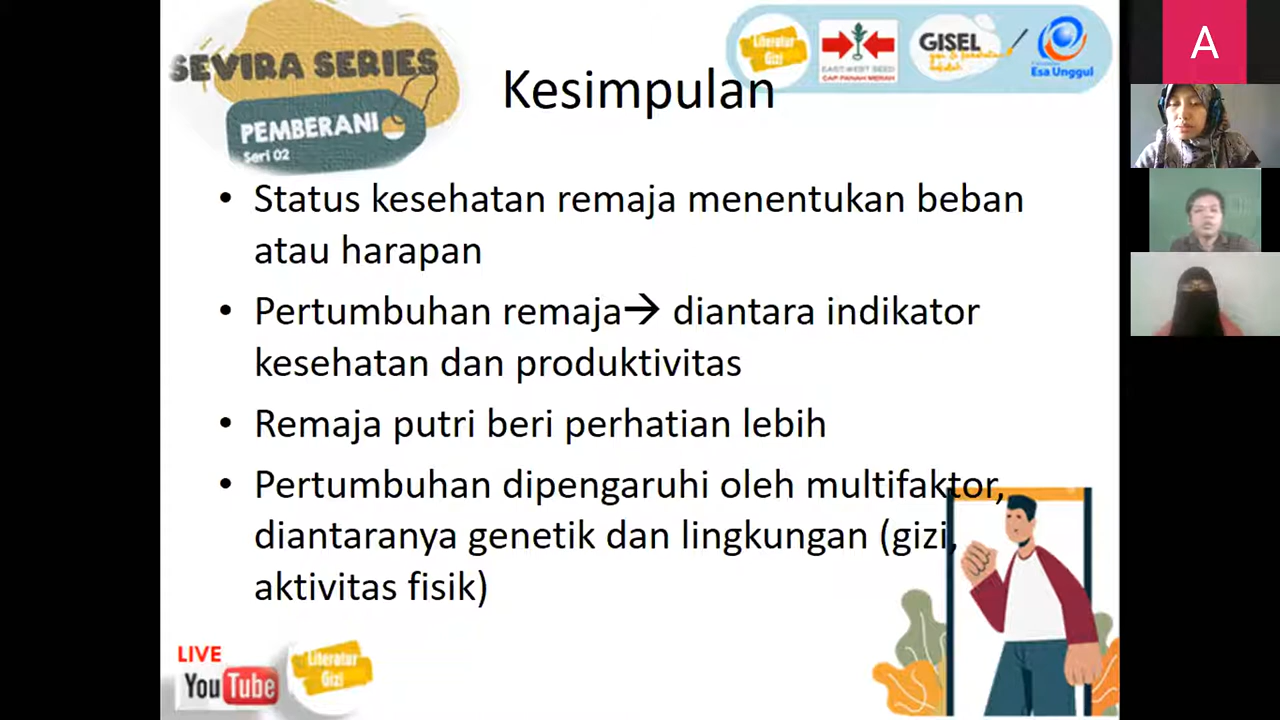 SEVIRA SERIES
PEMBERANI
Seri 02
Literatur
Gizi
EAST WEST SEED
CAP PANAH MERAH
GISEL
Esa Unggul
A
Kesimpulan
• Status kesehatan remaja menentukan beban
atau harapan
• Pertumbuhan remaja→ diantara indikator
kesehatan dan produktivitas
• Remaja putri beri perhatian lebih
• Pertumbuhan dipengaruhi oleh multifaktor,
diantaranya genetik dan lingkungan (gizi,
aktivitas fisik)
LIVE
YouTube
Literatur
Gizi